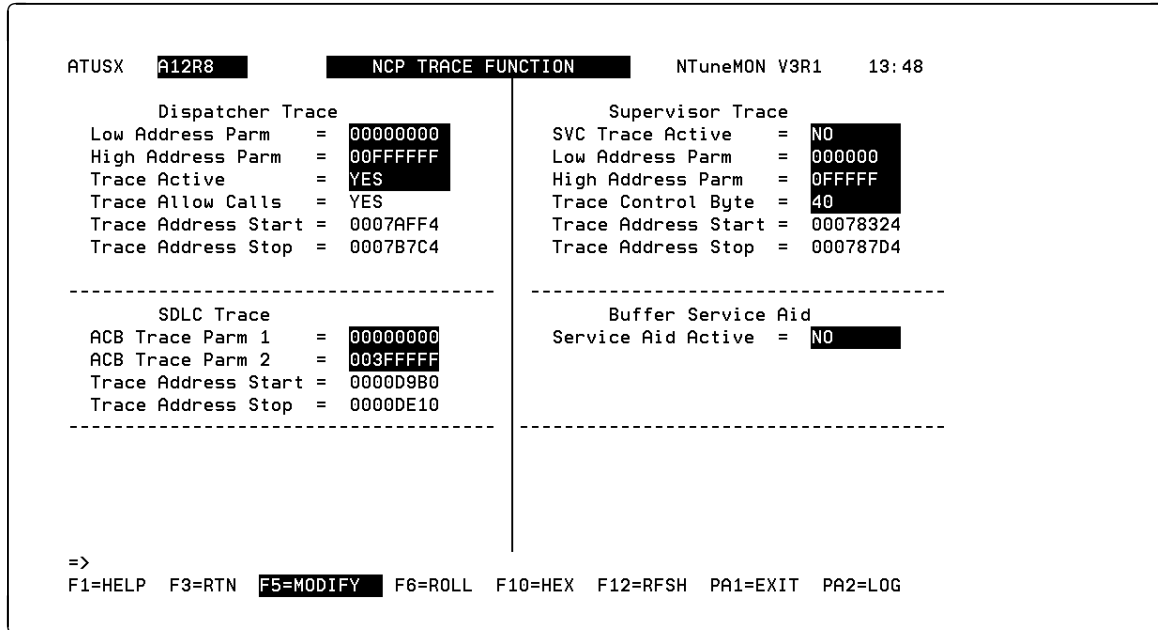 ATUSX A12R8 NCP TRACE FUNCTION NTuneMON V3R1 13:48
Dispatcher Trace Supervisor Trace
Low Address Parm = 00000000 SVC Trace Active = NO
High Address Parm = 00FFFFFF Low Address Parm = 000000
Trace Active = YES High Address Parm = 0FFFFF
Trace Allow Calls = YES Trace Control Byte = 40
Trace Address Start = 0007AFF4 Trace Address Start = 00078324
Trace Address Stop = 0007B7C4 Trace Address Stop = 000787D4
SDLC Trace Buffer Service Aid
ACB Trace Parm 1 = 00000000 Service Aid Active = NO
ACB Trace Parm 2 = 003FFFFF
Trace Address Start = 0000D9B0
Trace Address Stop = 0000DE10
=>
F1=HELP F3=RTN F5=MODIFY F6=ROLL F10=HEX F12=RFSH PA1=EXIT PA2=LOG